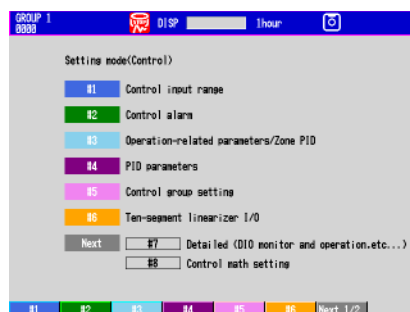 GROUP 1
0000
DISP
1hour
Setting mode(Control)
#1 Control input range
#2 Control alarm
#3 Operation-related parameters/Zone PID
#4 PID parameters
#5 Control group setting
#6 Ten-segment linearizer I/O
Next #7 Detailed (DIO monitor and operation.etc...)
#8 Control math setting
#1 #2 #3 #4 #5 #6 Next 1/2